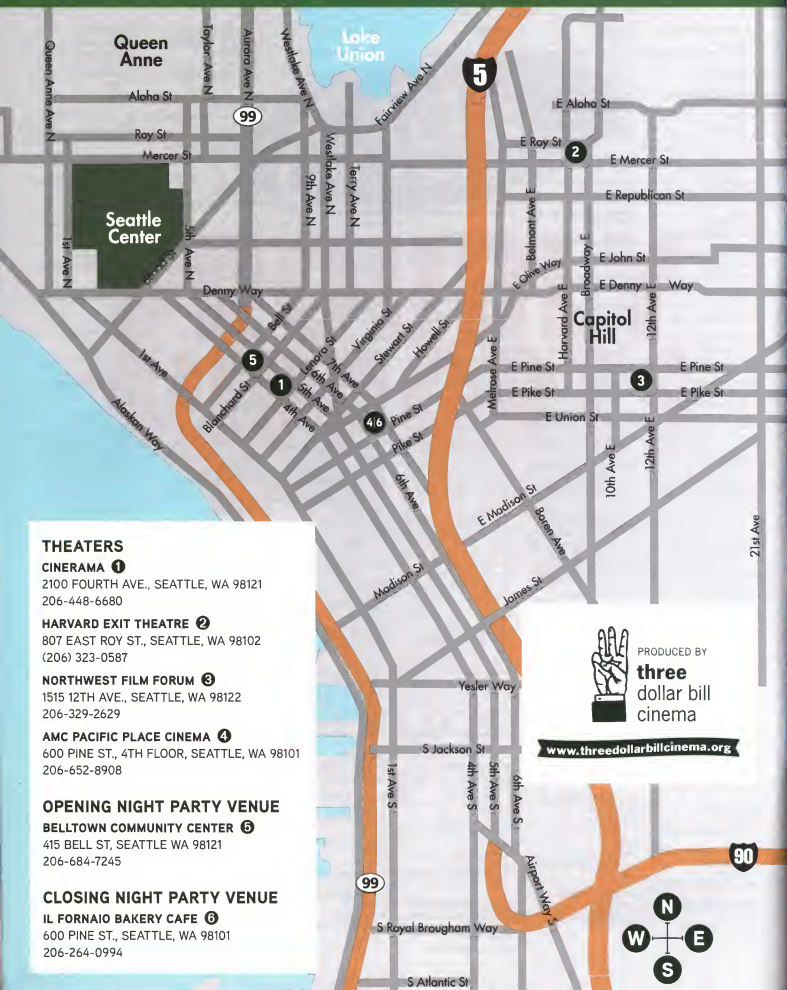 Queen Anne Ave N
Queen
Anne
Taylor Ave N
Aurora Ave N
Westlake Ave N
Lake
Union
Fairview Ave N
5
Aloha St
99
Roy St
Mercer St
Westlake Ave N
9th Ave N
Terry Ave N
E Aloha St
E Roy St
2
E Mercer St
E Republican St
Belmont Ave E
Broadway E
Seattle
Center
1st Ave N
5th Ave N
Broad St
E John St
E Olive Way
E Denny Way
Denny Way
Harvard Ave E
12th Ave E
Capitol
Hill
Bell St
Virginia St
Stewart St
Howell St
Lenora St
7th Ave
6th Ave
5th Ave
4th Ave
1st Ave
5
1
Blanchard St
Alaskan Way
4|6
Pine St
Pike St
6th Ave
Melrose Ave E
E Pine St
E Pine St
3
E Pike St
E Pike St
E Union St
10th Ave E
12th Ave E
E Madison St
Boren Ave
21st Ave
Madison St
James St
THEATERS
CINERAMA 1
2100 FOURTH AVE., SEATTLE, WA 98121
206-448-6680
HARVARD EXIT THEATRE 2
807 EAST ROY ST., SEATTLE, WA 98102
(206) 323-0587
NORTHWEST FILM FORUM 3
1515 12TH AVE., SEATTLE, WA 98122
206-329-2629
AMC PACIFIC PLACE CINEMA 4
600 PINE ST., 4TH FLOOR, SEATTLE, WA 98101
206-652-8908
OPENING NIGHT PARTY VENUE
BELLTOWN COMMUNITY CENTER 5
415 BELL ST, SEATTLE WA 98121
206-684-7245
CLOSING NIGHT PARTY VENUE
IL FORNAIO BAKERY CAFE 6
600 PINE ST., SEATTLE, WA 98101
206-264-0994
PRODUCED BY
three
dollar bill
cinema
www.threedollarbillcinema.org
Yesler Way
S Jackson St
1st Ave S
4th Ave S
5th Ave S
6th Ave S
Airport Way S
90
99
S Royal Brougham Way
S Atlantic St
N
W
E
S